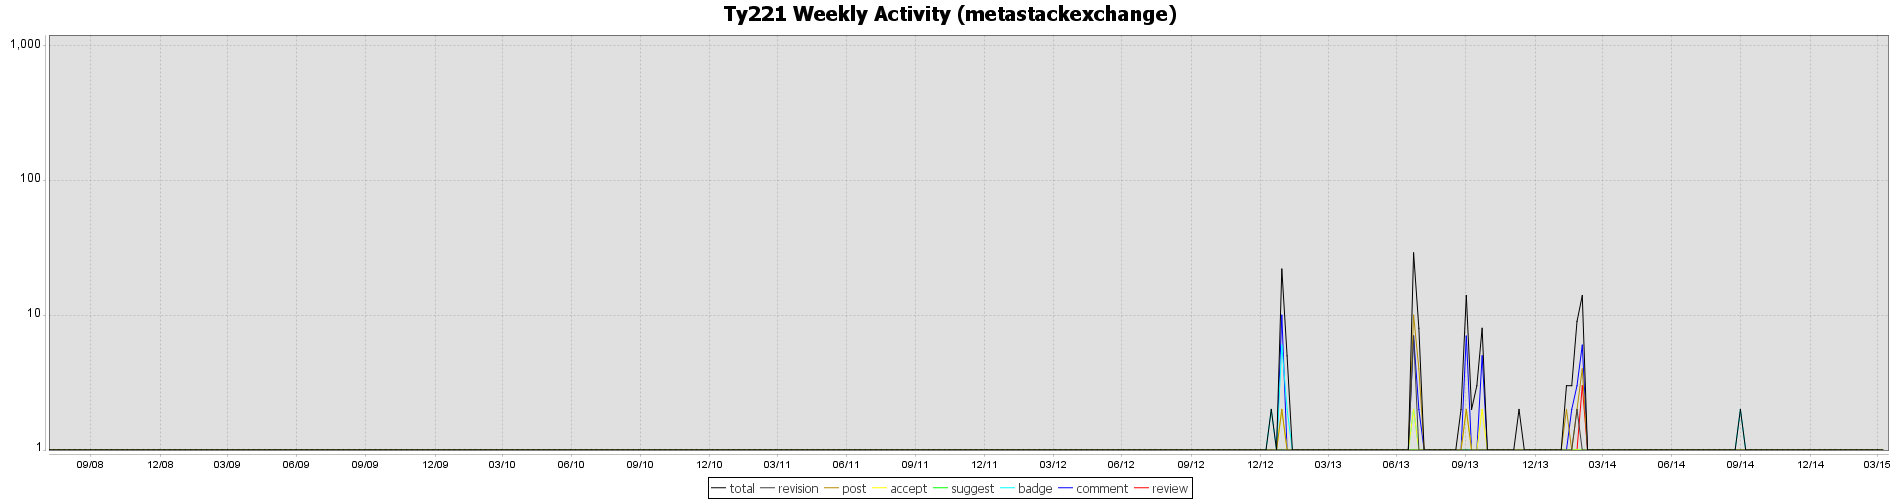 Ty221 Weekly Activity (metastackexchange)
1,000
100
10
1
09/08 12/08 03/09 06/09 09/09 12/09 03/10 06/10 09/10 12/10 03/11 06/11 09/11 12/11 03/12 06/12 09/12 12/12 03/13 06/13 09/13 12/13 03/14 06/14 09/14 12/14 03/15
total revision post accept suggest badge comment review